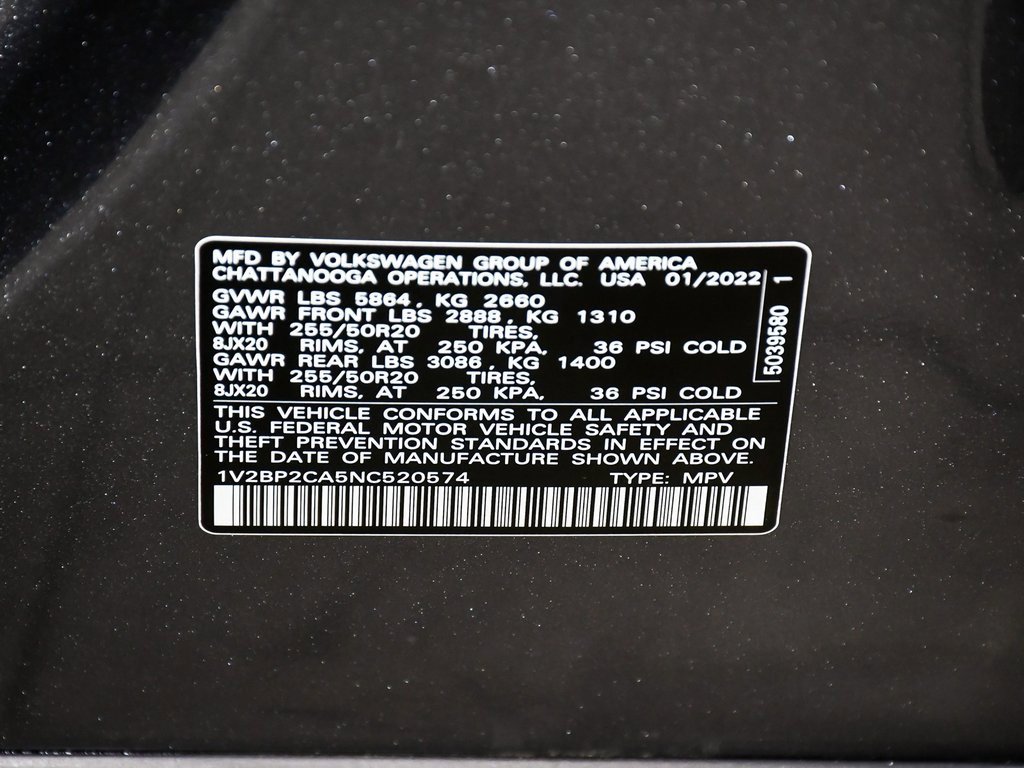 MFD BY VOLKSWAGEN GROUP OF AMERICA
CHATTANOOGA OPERATIONS, LLC. USA 01/2022
GVWR LBS 5864, KG 2660
GAWR FRONT LBS 2888, KG 1310
WITH 255/50R20 TIRES,
8JX20 RIMS, AT 250 KPA, 36 PSI COLD
GAWR REAR LBS 3086, KG 1400
WITH 255/50R20 TIRES,
8JX20 RIMS, AT 250 KPA, 36 PSI COLD
5039580 1
THIS VEHICLE CONFORMS TO ALL APPLICABLE
U.S. FEDERAL MOTOR VEHICLE SAFETY AND
THEFT PREVENTION STANDARDS IN EFFECT ON
THE DATE OF MANUFACTURE SHOWN ABOVE.
1V2BP2CA5NC520574 TYPE: MPV